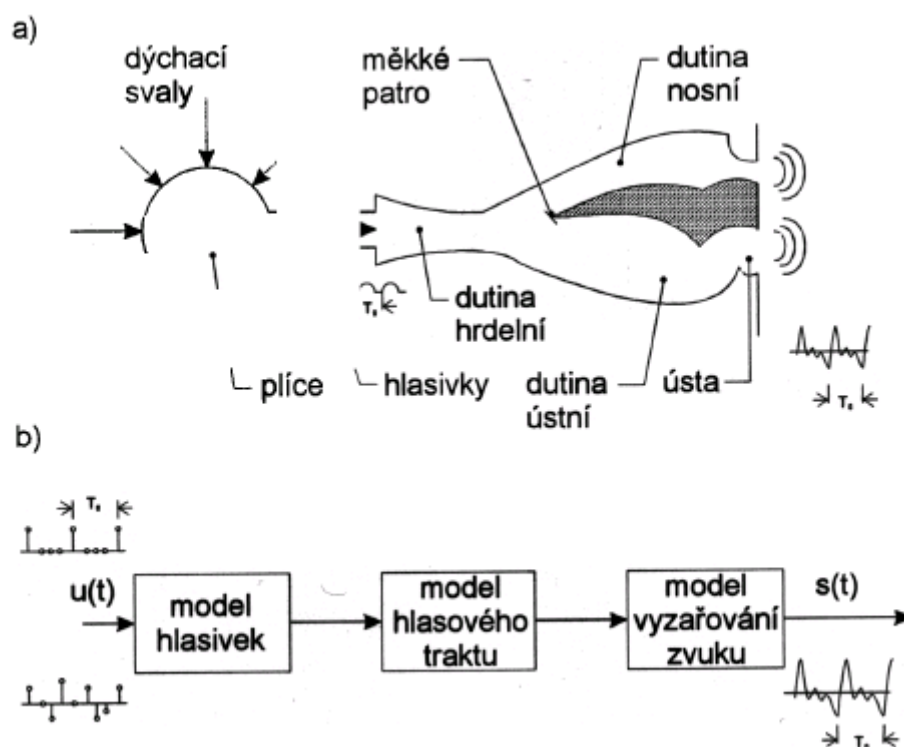 a)
dýchací
svaly
měkké
patro
dutina
nosní
dutina
hrdelní
plíce
hlasivky
dutina
ústní
ústa
b)
u(t)
model
hlasivek
model
hlasového
traktu
model
vyzařování
zvuku
s(t)